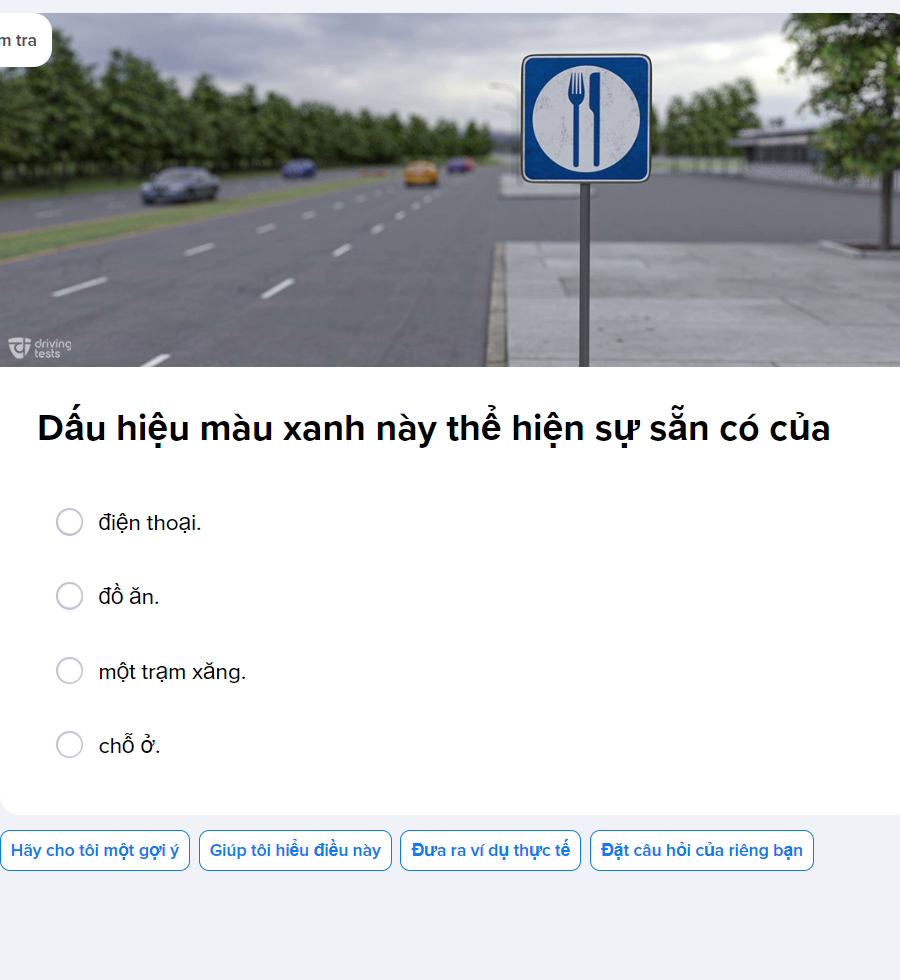 m tra
driving
tests
Dấu hiệu màu xanh này thể hiện sự sẵn có của
điện thoại.
đồ ăn.
một trạm xăng.
chỗ ở.
Hãy cho tôi một gợi ý
Giúp tôi hiểu điều này
Đưa ra ví dụ thực tế
Đặt câu hỏi của riêng bạn